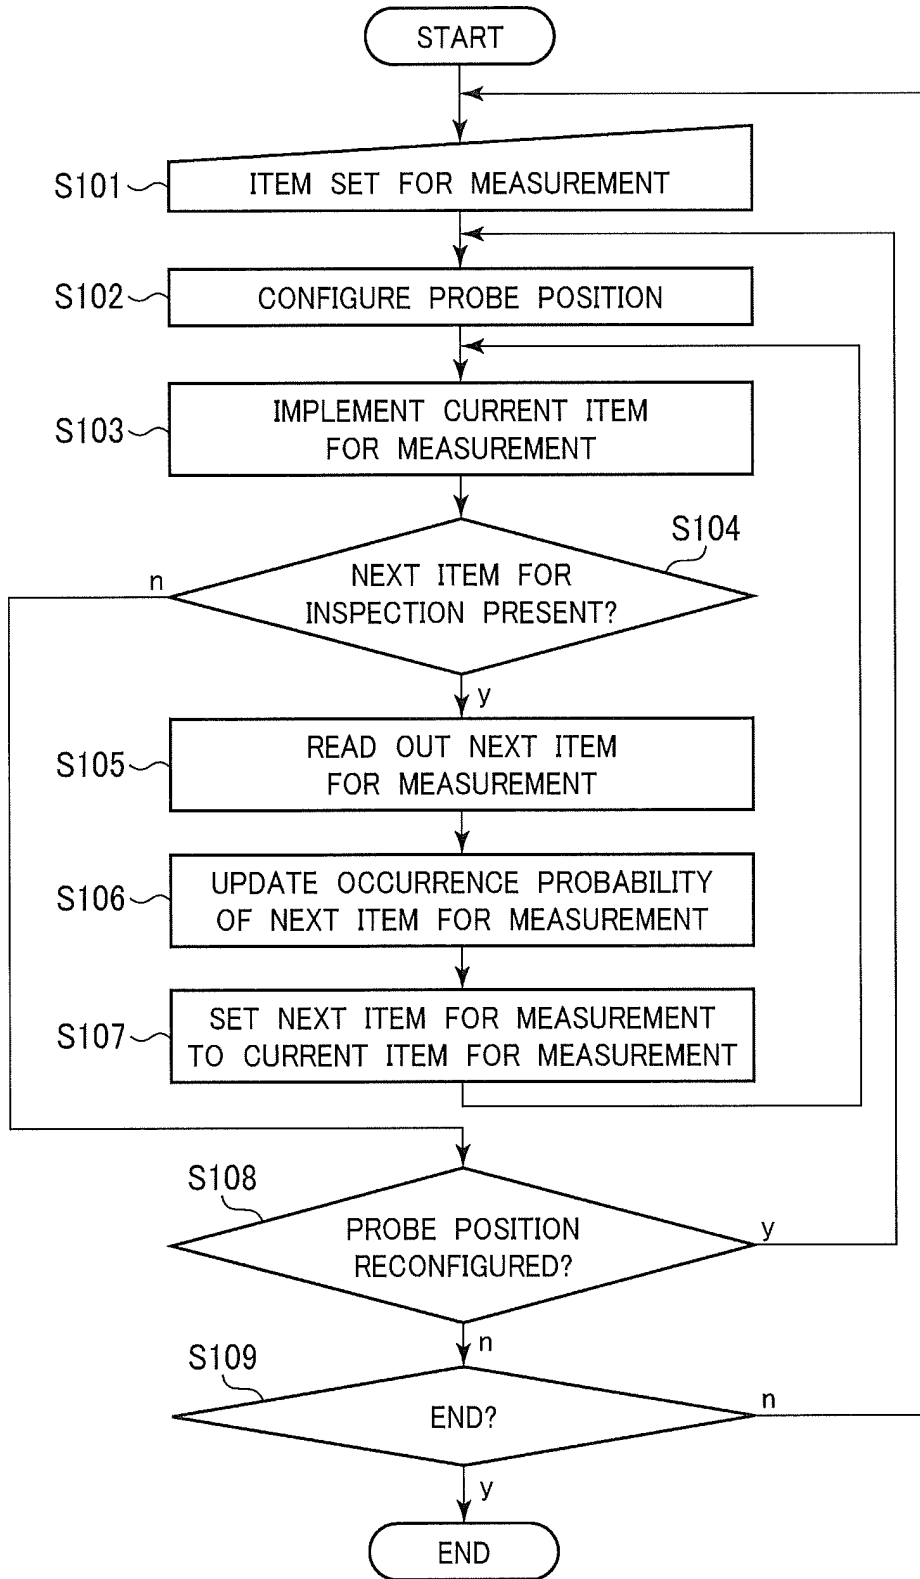 START
S101
ITEM SET FOR MEASUREMENT
S102
CONFIGURE PROBE POSITION
S103
IMPLEMENT CURRENT ITEM
FOR MEASUREMENT
S104
n
NEXT ITEM FOR
INSPECTION PRESENT?
y
S105
READ OUT NEXT ITEM
FOR MEASUREMENT
S106
UPDATE OCCURRENCE PROBABILITY
OF NEXT ITEM FOR MEASUREMENT
S107
SET NEXT ITEM FOR MEASUREMENT
TO CURRENT ITEM FOR MEASUREMENT
S108
PROBE POSITION
RECONFIGURED?
y
n
S109
END?
n
y
END